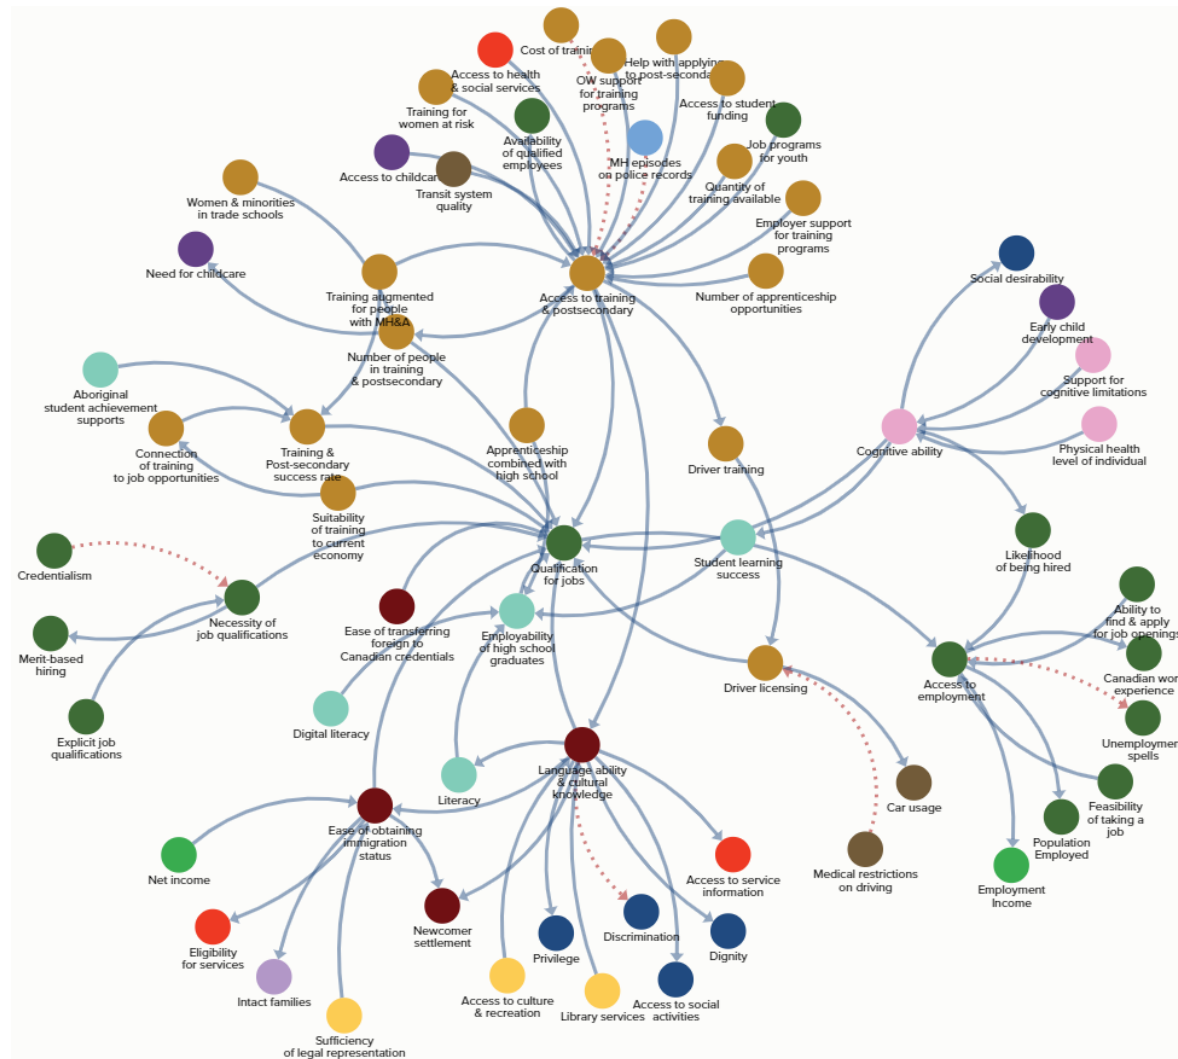 Cost of training
Access to health
& social services
OW support
for training
programs
Help with applying
to post-secondary
Access to student
funding
Training for
women at risk
Availability
of qualified
employees
MH episodes
on police records
Job programs
for youth
Access to childcare
Transit system
quality
Quantity of
training available
Women & minorities
in trade schools
Employer support
for training
programs
Need for childcare
Training augmented
for people
with MH&A
Access to training
& postsecondary
Number of apprenticeship
opportunities
Social desirability
Early child
development
Number of people
in training
& postsecondary
Support for
cognitive limitations
Aboriginal
student achievement
supports
Connection
of training
to job opportunities
Training &
Post-secondary
success rate
Apprenticeship
combined with
high school
Driver training
Cognitive ability
Physical health
level of individual
Suitability
of training
to current
economy
Credentialism
Qualification
for jobs
Student learning
success
Likelihood
of being hired
Necessity of
job qualifications
Merit-based
hiring
Ease of transferring
foreign to
Canadian credentials
Employability
of high school
graduates
Ability to
find & apply
for job openings
Driver licensing
Access to
employment
Canadian work
experience
Explicit job
qualifications
Digital literacy
Unemployment
spells
Literacy
Language ability
& cultural
knowledge
Car usage
Feasibility
of taking a
job
Ease of obtaining
immigration
status
Population
Employed
Net income
Access to service
information
Medical restrictions
on driving
Employment
Income
Eligibility
for services
Newcomer
settlement
Privilege
Discrimination
Dignity
Intact families
Access to culture
& recreation
Library services
Access to social
activities
Sufficiency
of legal representation